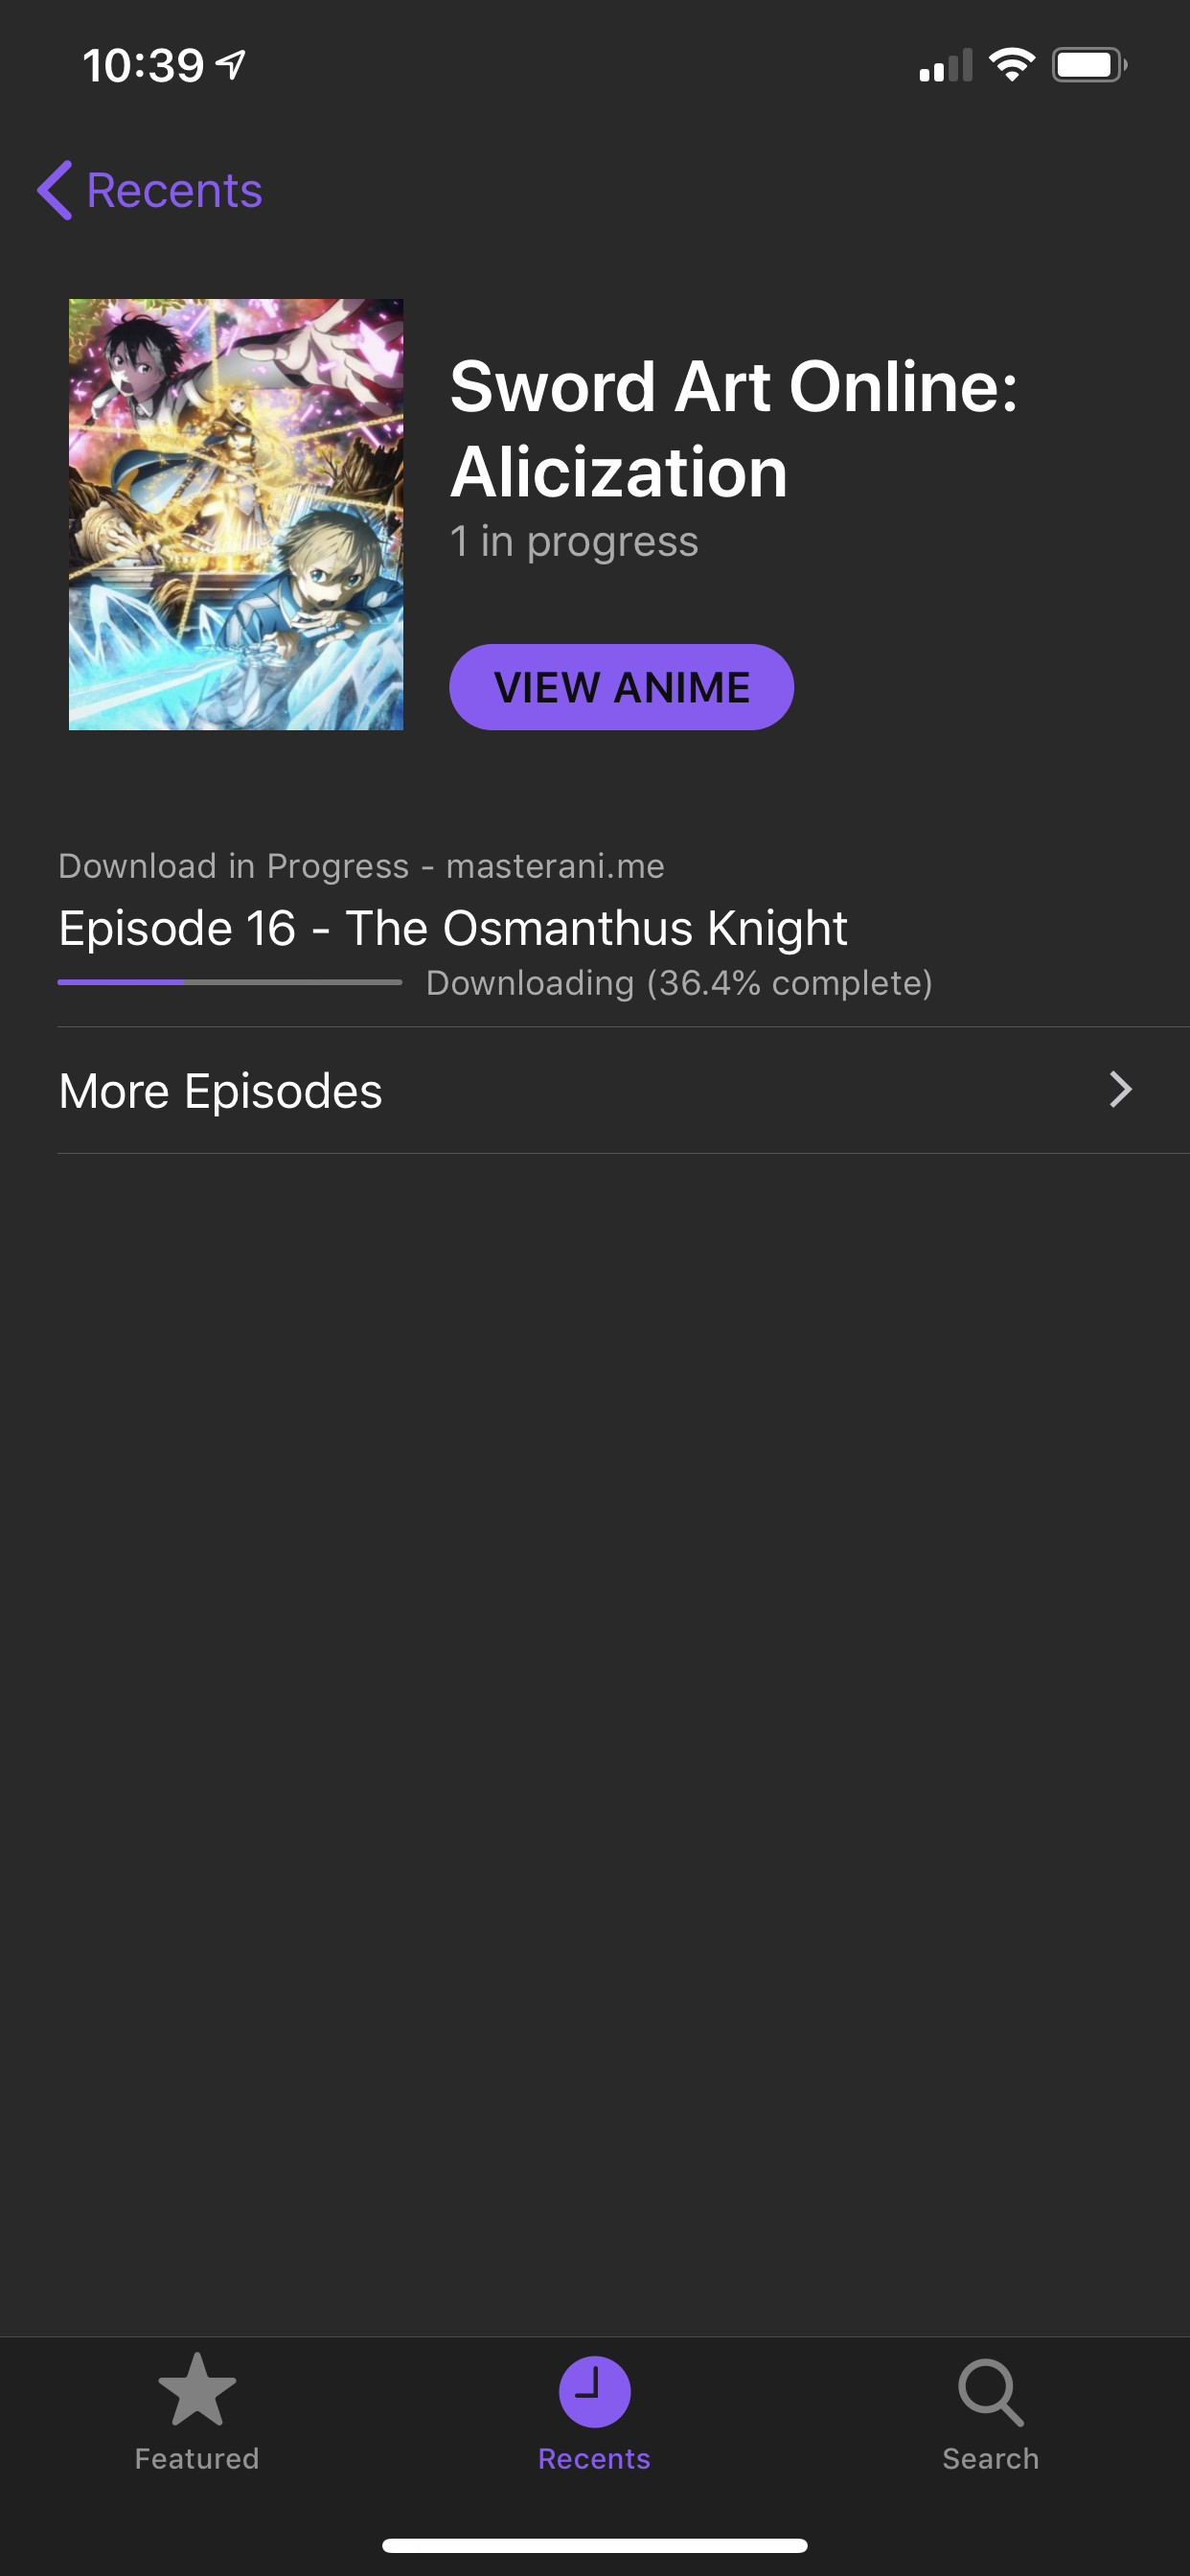 10:39
Recents
Sword Art Online:
Alicization
1 in progress
VIEW ANIME
Download in Progress - masterani.me
Episode 16 - The Osmanthus Knight
Downloading (36.4% complete)
More Episodes
Featured
Recents
Search